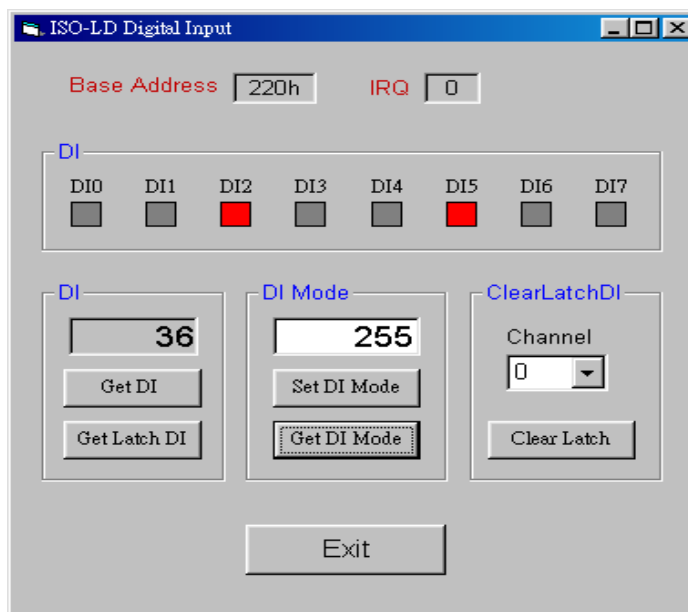 ISO-LD Digital Input
Base Address 220h IRQ 0
DI
DI0 DI1 DI2 DI3 DI4 DI5 DI6 DI7
DI DI Mode ClearLatchDI
36 255 Channel
0
Get DI Set DI Mode
Get Latch DI Get DI Mode Clear Latch
Exit